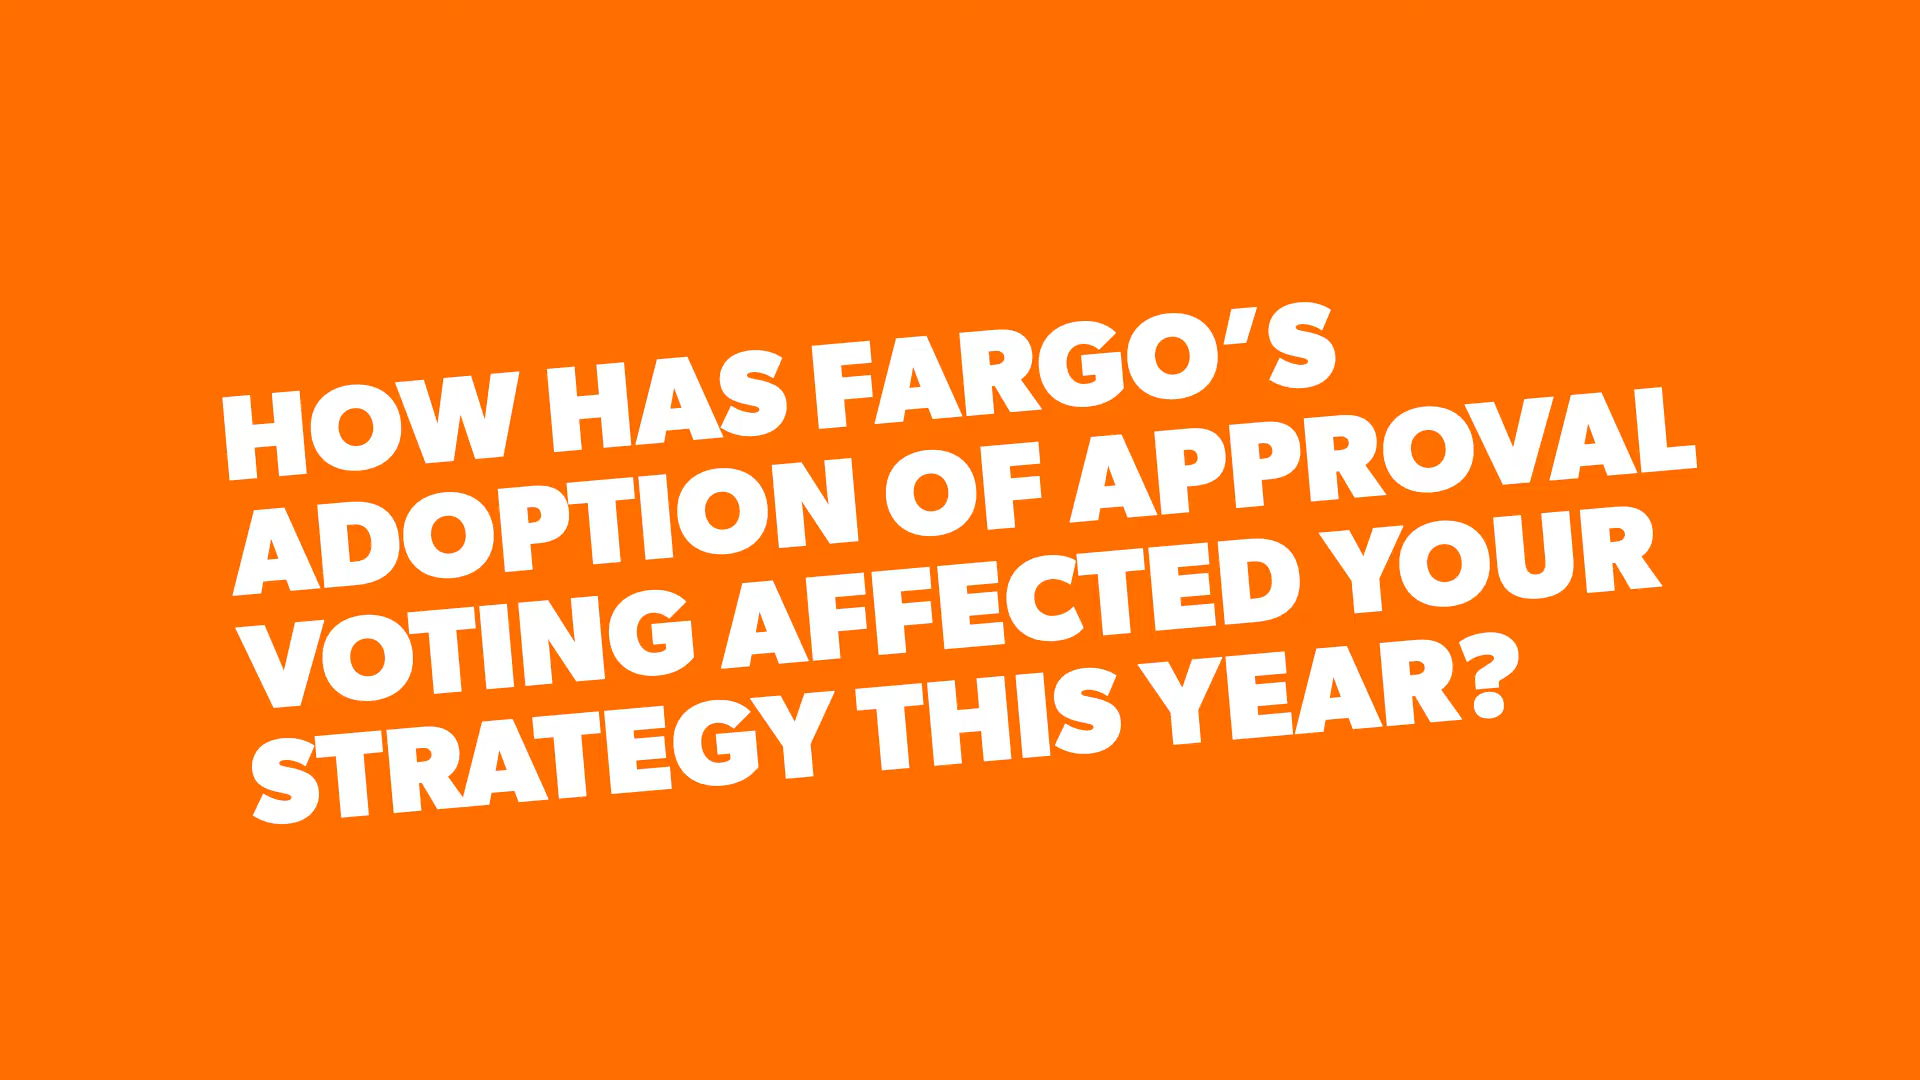 HOW HAS FARGO’S
ADOPTION OF APPROVAL
VOTING AFFECTED YOUR
STRATEGY THIS YEAR?